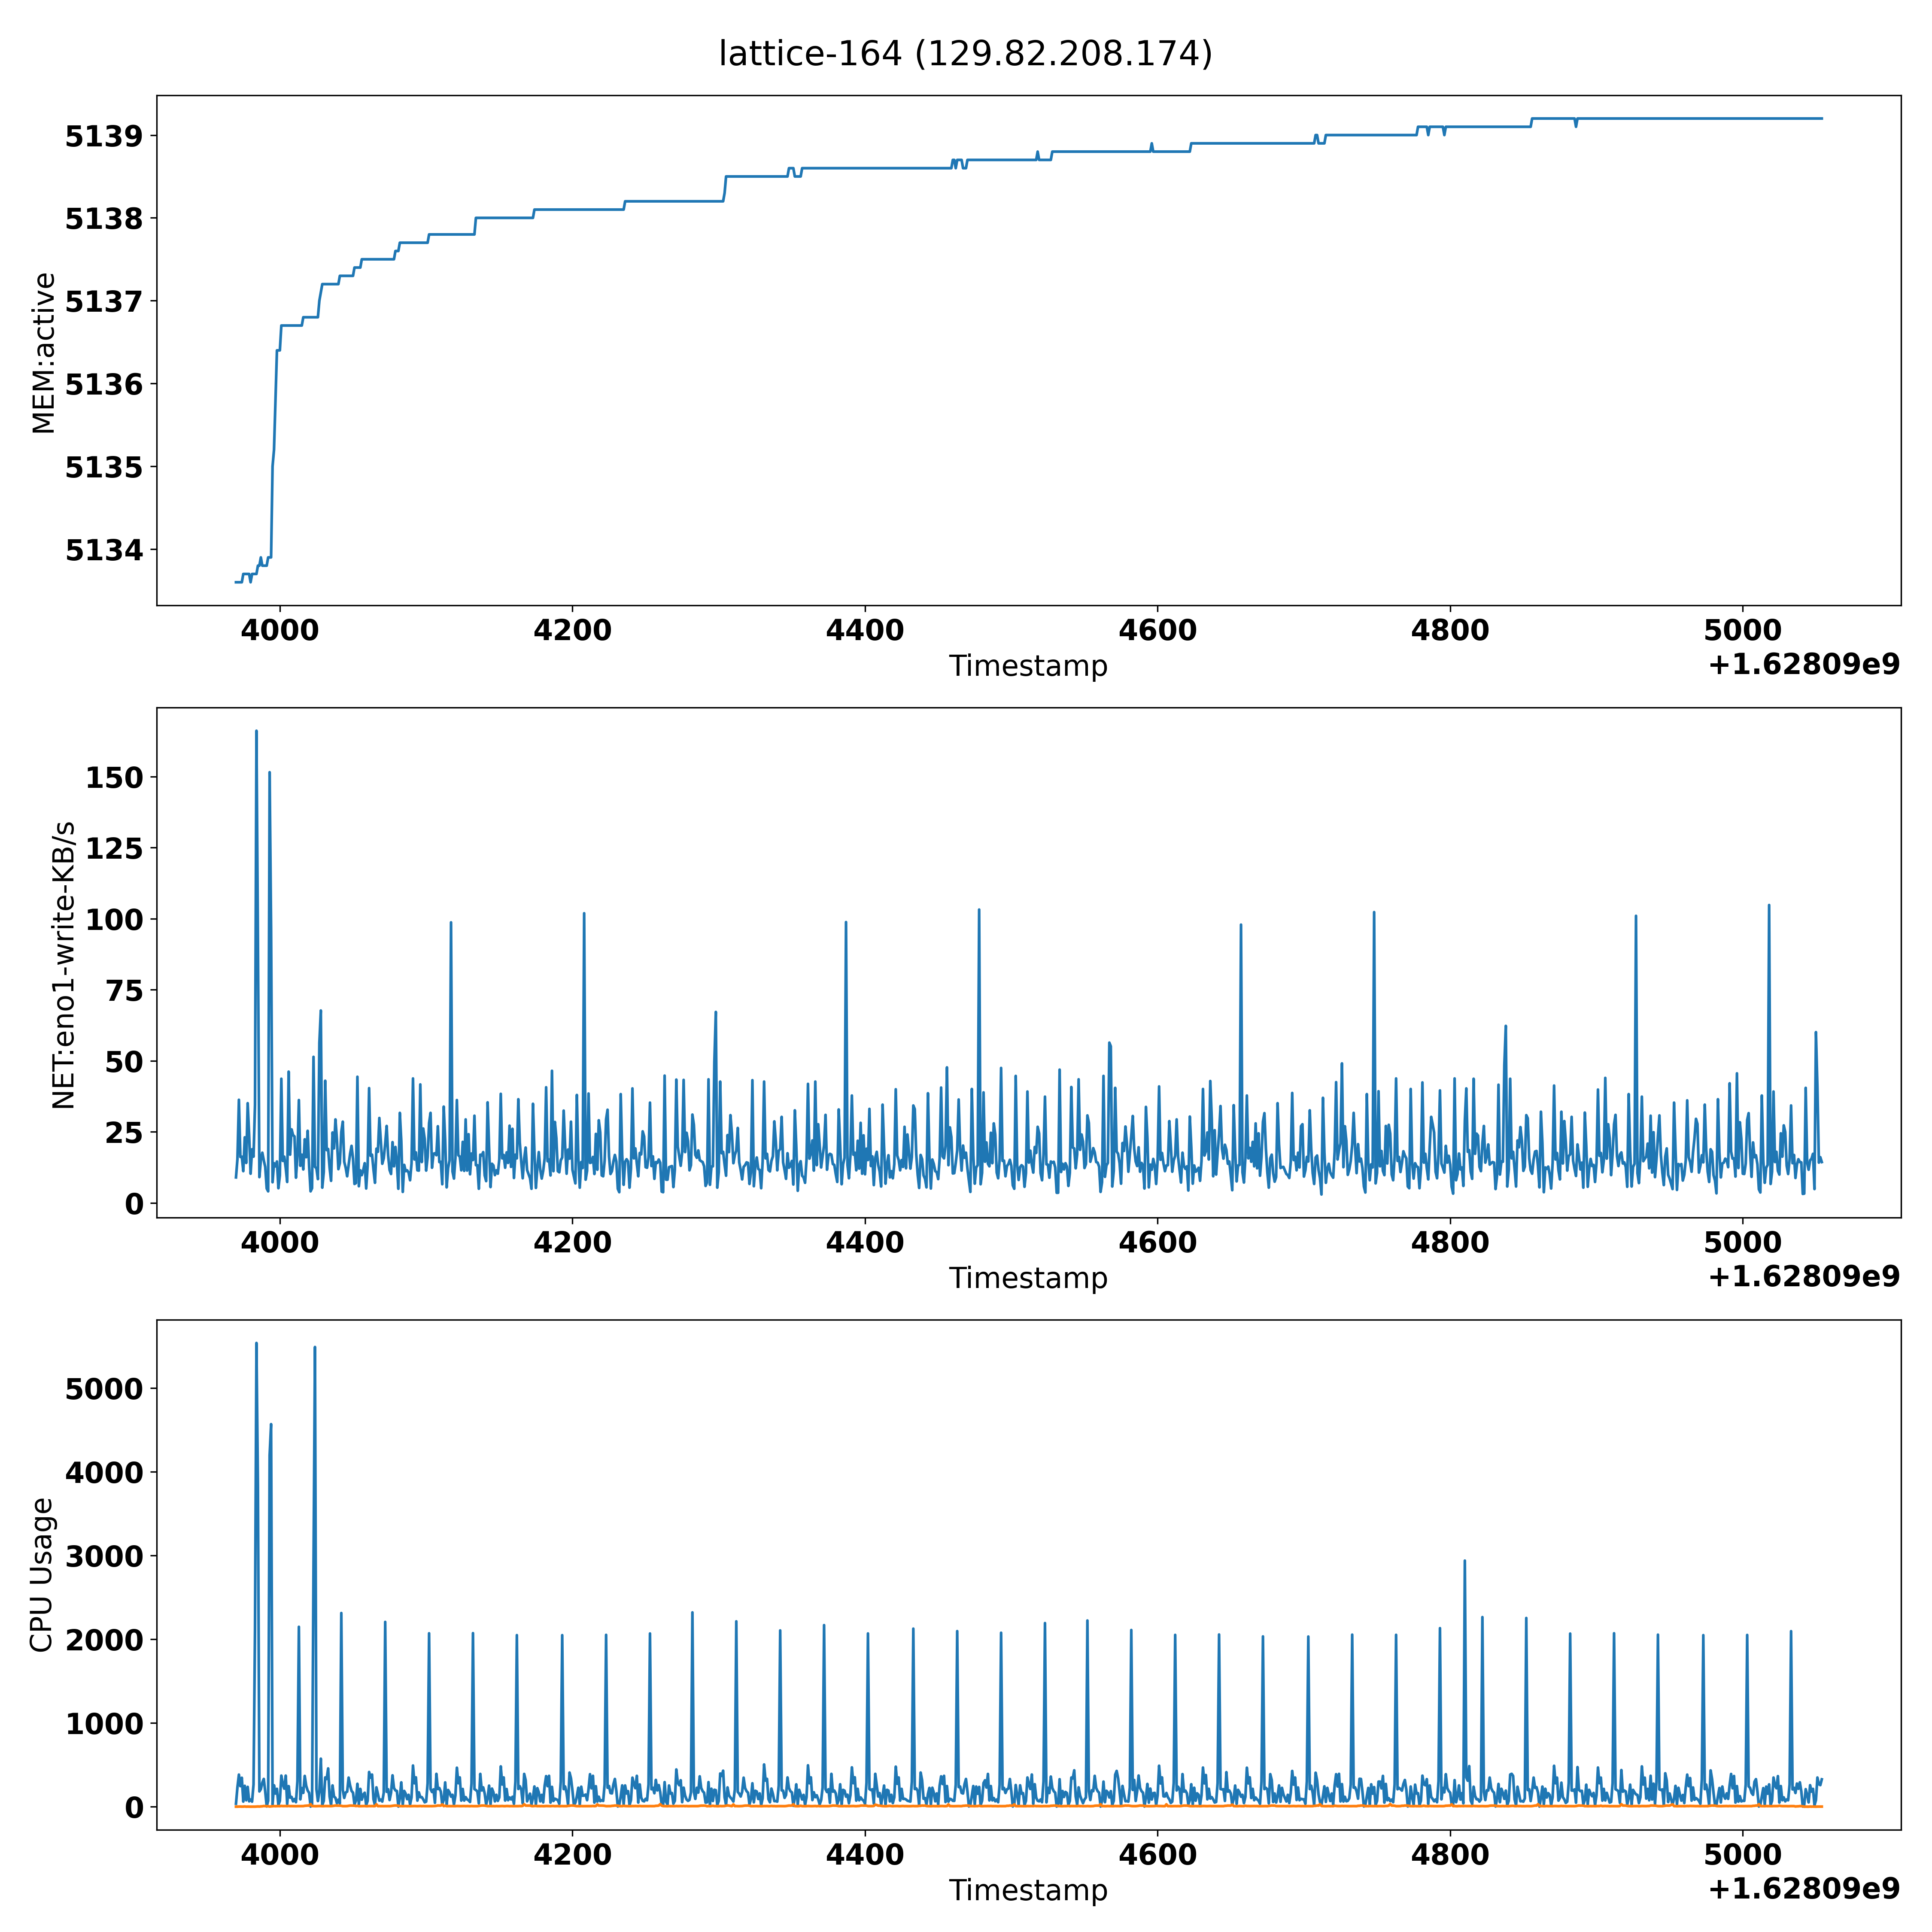 lattice-164 (129.82.208.174)
MEM:active
5139
5138
5137
5136
5135
5134
4000 4200 4400 4600 4800 5000
Timestamp
+1.62809e9
NET:eno1-write-KB/s
150
125
100
75
50
25
0
4000 4200 4400 4600 4800 5000
Timestamp
+1.62809e9
CPU Usage
5000
4000
3000
2000
1000
0
4000 4200 4400 4600 4800 5000
Timestamp
+1.62809e9